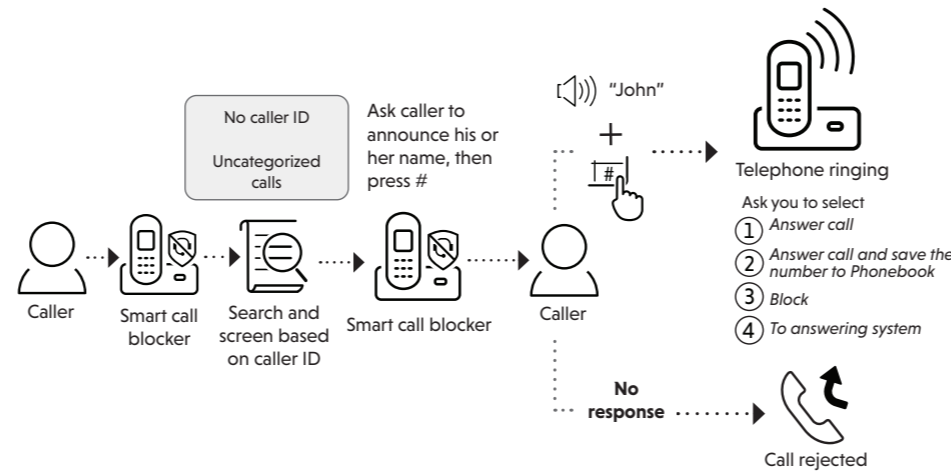 No caller ID
Uncategorized
calls
Ask caller to
announce his or
her name, then
press #
"John"
+
#
Telephone ringing
Ask you to select
1 Answer call
2 Answer call and save the
number to Phonebook
3 Block
4 To answering system
Caller
Smart call
blocker
Search and
screen based
on caller ID
Smart call blocker
Caller
No
response
Call rejected